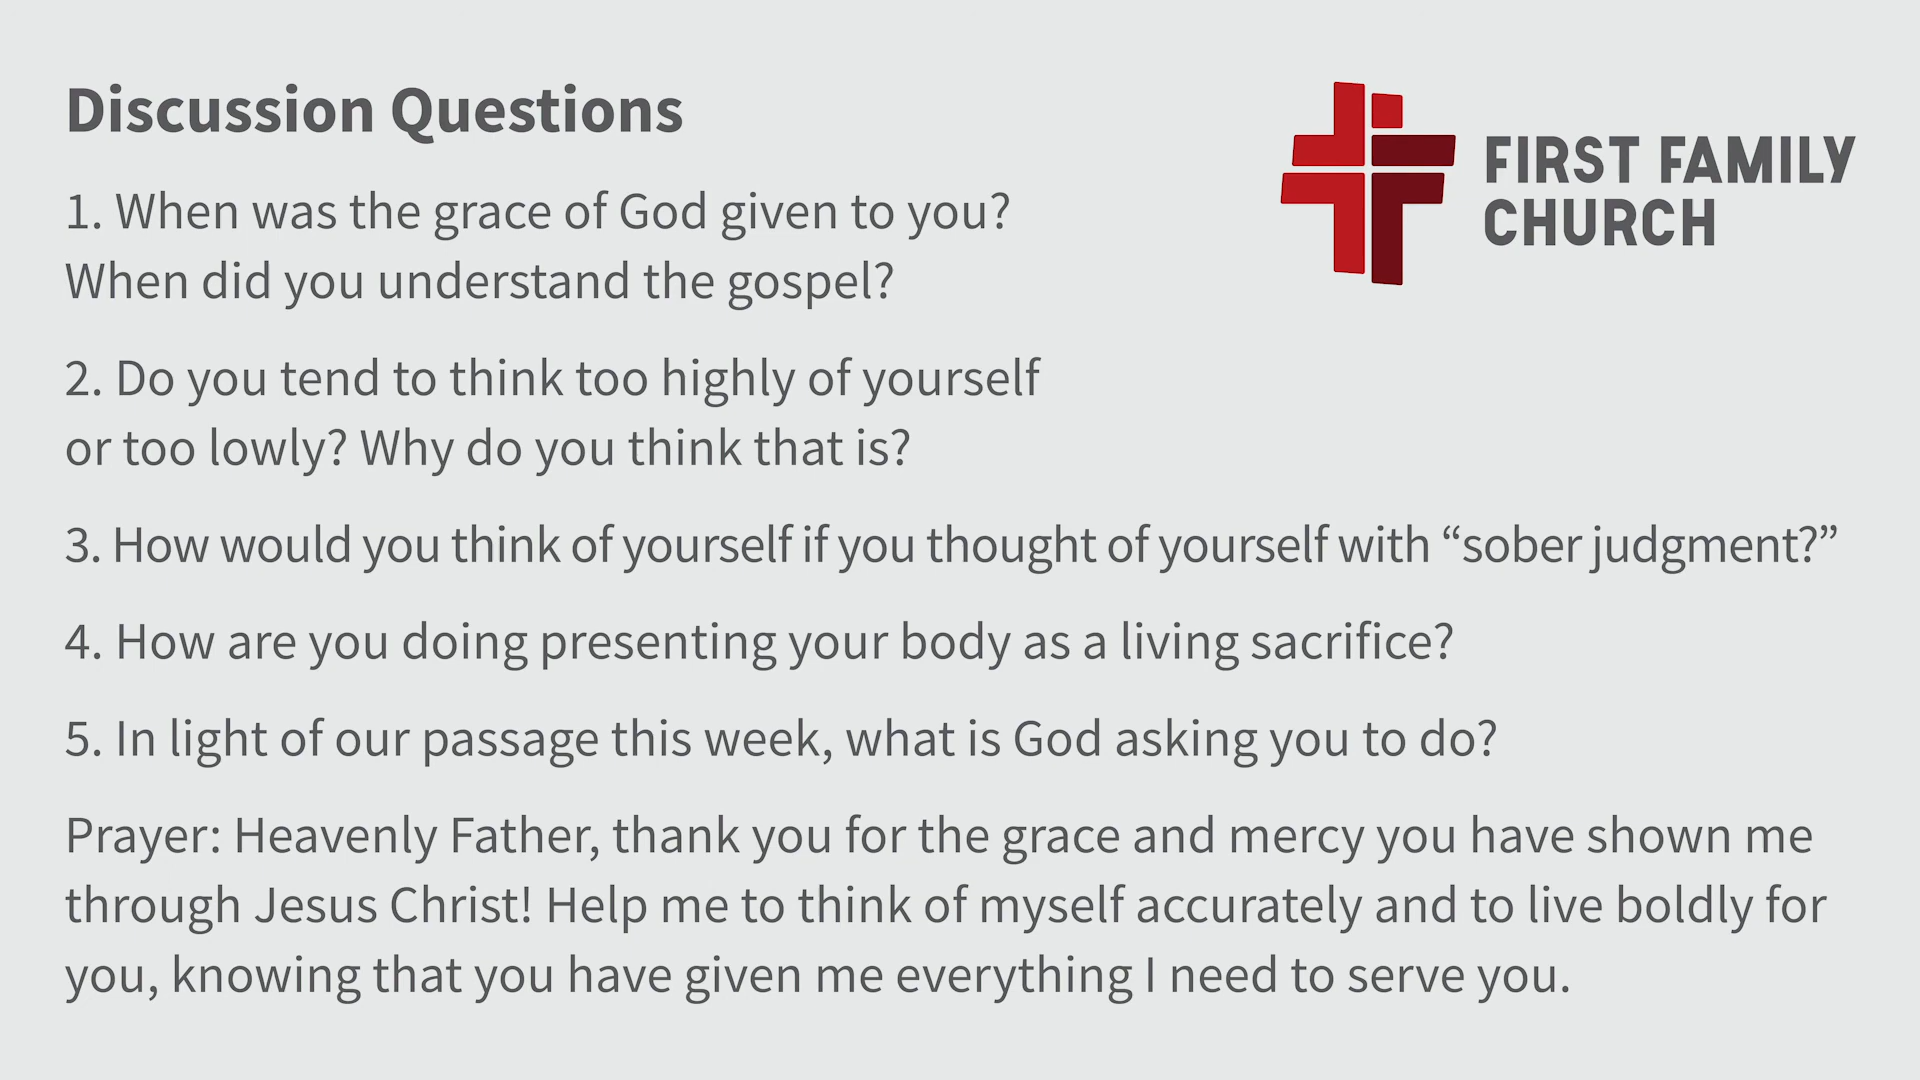 Discussion Questions
FIRST FAMILY
CHURCH
1. When was the grace of God given to you?
When did you understand the gospel?
2. Do you tend to think too highly of yourself
or too lowly? Why do you think that is?
3. How would you think of yourself if you thought of yourself with “sober judgment?”
4. How are you doing presenting your body as a living sacrifice?
5. In light of our passage this week, what is God asking you to do?
Prayer: Heavenly Father, thank you for the grace and mercy you have shown me
through Jesus Christ! Help me to think of myself accurately and to live boldly for
you, knowing that you have given me everything I need to serve you.